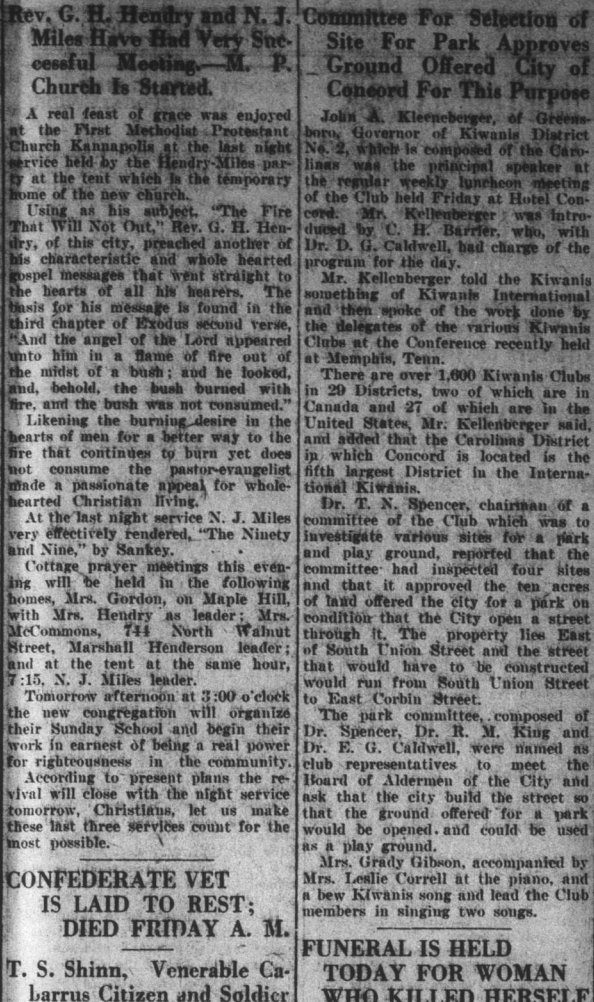 Rev. G. H. Hendry and N. J.
Miles Have Had Very Suc-
cessful Meeting.—M. P.
Church Is Started.
A real feast of grace was enjoyed
at the First Methodist Protestant
Church Kannapolis at the last night
service held by the Hendry-Miles par-
ty at the tent which is the temporary
home of the new church.
Using as his subject, "The Fire
That Will Not Out," Rev. G. H. Hen-
dry, of this city, preached another of
his characteristic and whole hearted
gospel messages that went straight to
the hearts of all his hearers. The
basis for his message is found in the
third chapter of Exodus second verse,
"And the angel of the Lord appeared
unto him in a flame of fire out of
the midst of a bush; and he looked,
and, behold, the bush burned with
fire, and the bush was not consumed."
Likening the burning desire in the
hearts of men for a better way to the
fire that continues to burn yet does
not consume the pastor-evangelist
made a passionate appeal for whole-
hearted Christian living.
At the last night service N. J. Miles
very effectively rendered, "The Ninety
and Nine," by Sankey.
Cottage prayer meetings this even-
ing will be held in the following
homes, Mrs. Gordon, on Maple Hill,
with Mrs. Hendry as leader; Mrs.
McCommons, 744 North Walnut
Street, Marshall Henderson leader;
and at the tent at the same hour,
7:15, N. J. Miles leader.
Tomorrow afternoon at 3:00 o'clock
the new congregation will organize
their Sunday School and begin their
work in earnest of being a real power
for righteousness in the community.
According to present plans the re-
vival will close with the night service
tomorrow, Christians, let us make
these last three services count for the
most possible.
CONFEDERATE VET
IS LAID TO REST;
DIED FRIDAY A. M.
T. S. Shinn, Venerable Ca-
barrus Citizen and Soldier
Committee For Selection of
Site For Park Approves
Ground Offered City of
Concord For This Purpose
John A. Kleeneberger, of Greens-
boro, Governor of Kiwanis District
No. 2, which is composed of the Caro-
linas was the principal speaker at
the regular weekly luncheon meeting
of the Club held Friday at Hotel Con-
cord. Mr. Kellenberger was intro-
duced by C. H. Barrier, who, with
Dr. D. G. Caldwell, had charge of the
program for the day.
Mr. Kellenberger told the Kiwanis
something of Kiwanis International
and then spoke of the work done by
the delegates of the various Kiwanis
Clubs at the Conference recently held
at Memphis, Tenn.
There are over 1,600 Kiwanis Clubs
in 29 Districts, two of which are in
Canada and 27 of which are in the
United States, Mr. Kellenberger said,
and added that the Carolinas District
in which Concord is located is the
fifth largest District in the Interna-
tional Kiwanis.
Dr. T. N. Spencer, chairman of a
committee of the Club which was to
investigate various sites for a park
and play ground, reported that the
committee had inspected four sites
and that it approved the ten acres
of land offered the city for a park on
condition that the City open a street
through it. The property lies East
of South Union Street and the street
that would have to be constructed
would run from South Union Street
to East Corbin Street.
The park committee, composed of
Dr. Spencer, Dr. R. M. King and
Dr. E. G. Caldwell, were named as
club representatives to meet the
Board of Aldermen of the City and
ask that the city build the street so
that the ground offered for a park
would be opened and could be used
as a play ground.
Mrs. Grady Gibson, accompanied by
Mrs. Leslie Correll at the piano, and
a bew Kiwanis song and lead the Club
members in singing two songs.
FUNERAL IS HELD
TODAY FOR WOMAN
WHO KILLED HERSELF